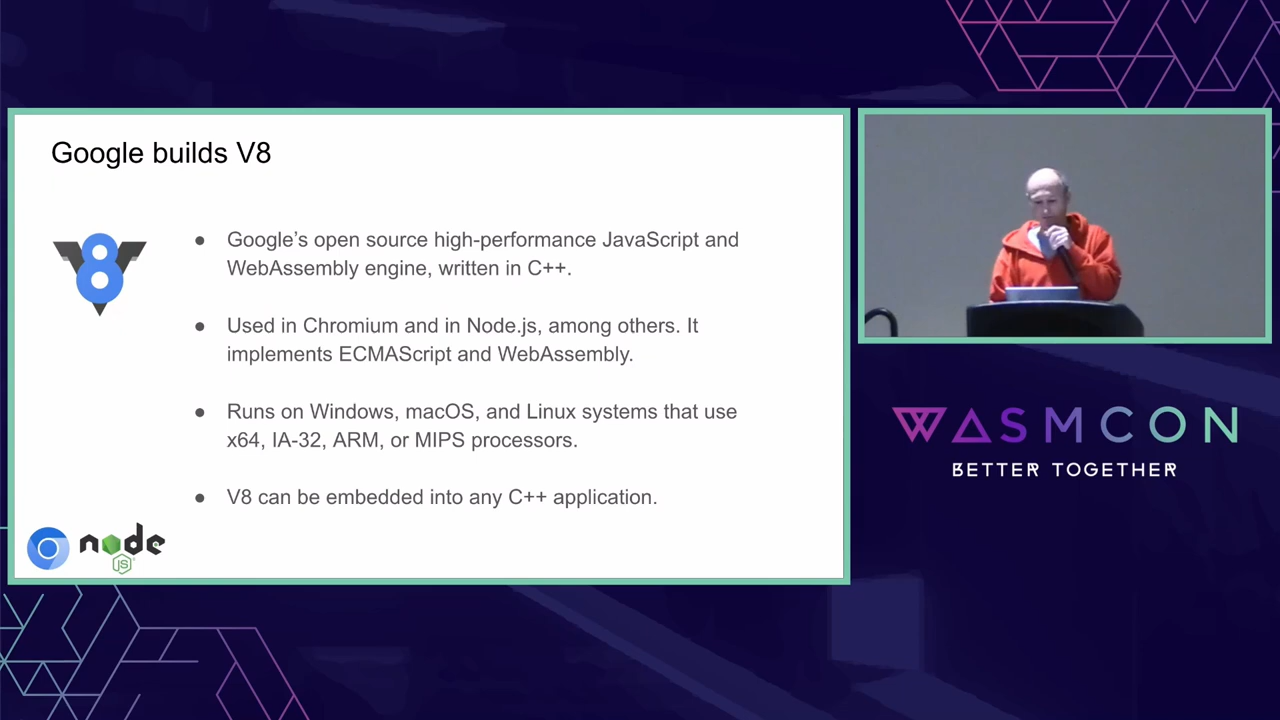 Google builds V8
8
● Google’s open source high-performance JavaScript and
WebAssembly engine, written in C++.
● Used in Chromium and in Node.js, among others. It
implements ECMAScript and WebAssembly.
● Runs on Windows, macOS, and Linux systems that use
x64, IA-32, ARM, or MIPS processors.
● V8 can be embedded into any C++ application.
node
JS
WASMCON
BETTER TOGETHER